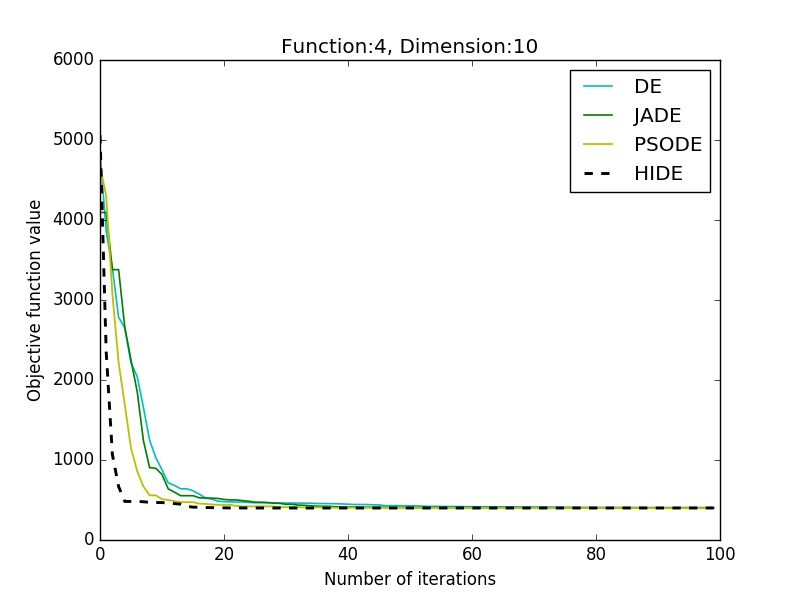 Function:4, Dimension:10
6000
5000
4000
3000
2000
1000
0
Objective function value
DE
JADE
PSODE
HIDE
0 20 40 60 80 100
Number of iterations